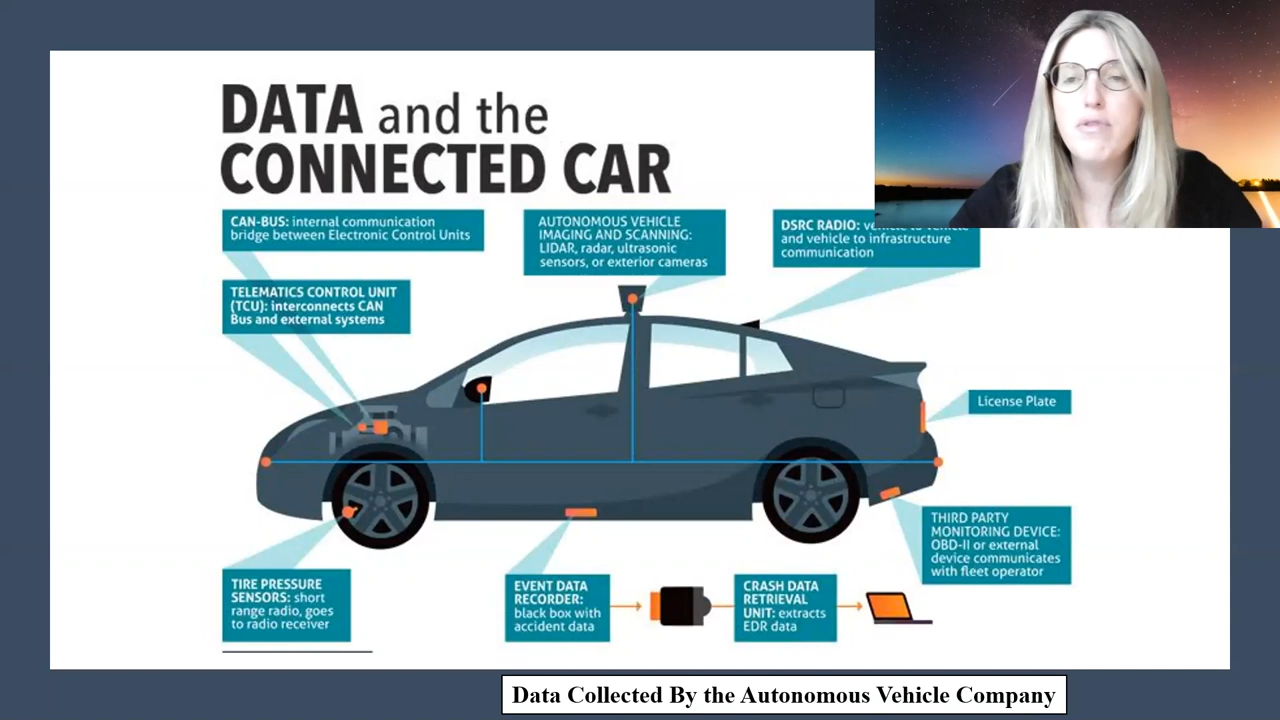 DATA and the
CONNECTED CAR
CAN-BUS: internal communication
bridge between Electronic Control Units
AUTONOMOUS VEHICLE
IMAGING AND SCANNING:
LIDAR, radar, ultrasonic
sensors, or exterior cameras
DSRC RADIO: vehicle to vehicle
and vehicle to infrastructure
communication
TELEMATICS CONTROL UNIT
(TCU): interconnects CAN
Bus and external systems
License Plate
THIRD PARTY
MONITORING DEVICE:
OBD-II or external
device communicates
with fleet operator
TIRE PRESSURE
SENSORS: short
range radio, goes
to radio receiver
EVENT DATA
RECORDER:
black box with
accident data
CRASH DATA
RETRIEVAL
UNIT: extracts
EDR data
Data Collected By the Autonomous Vehicle Company